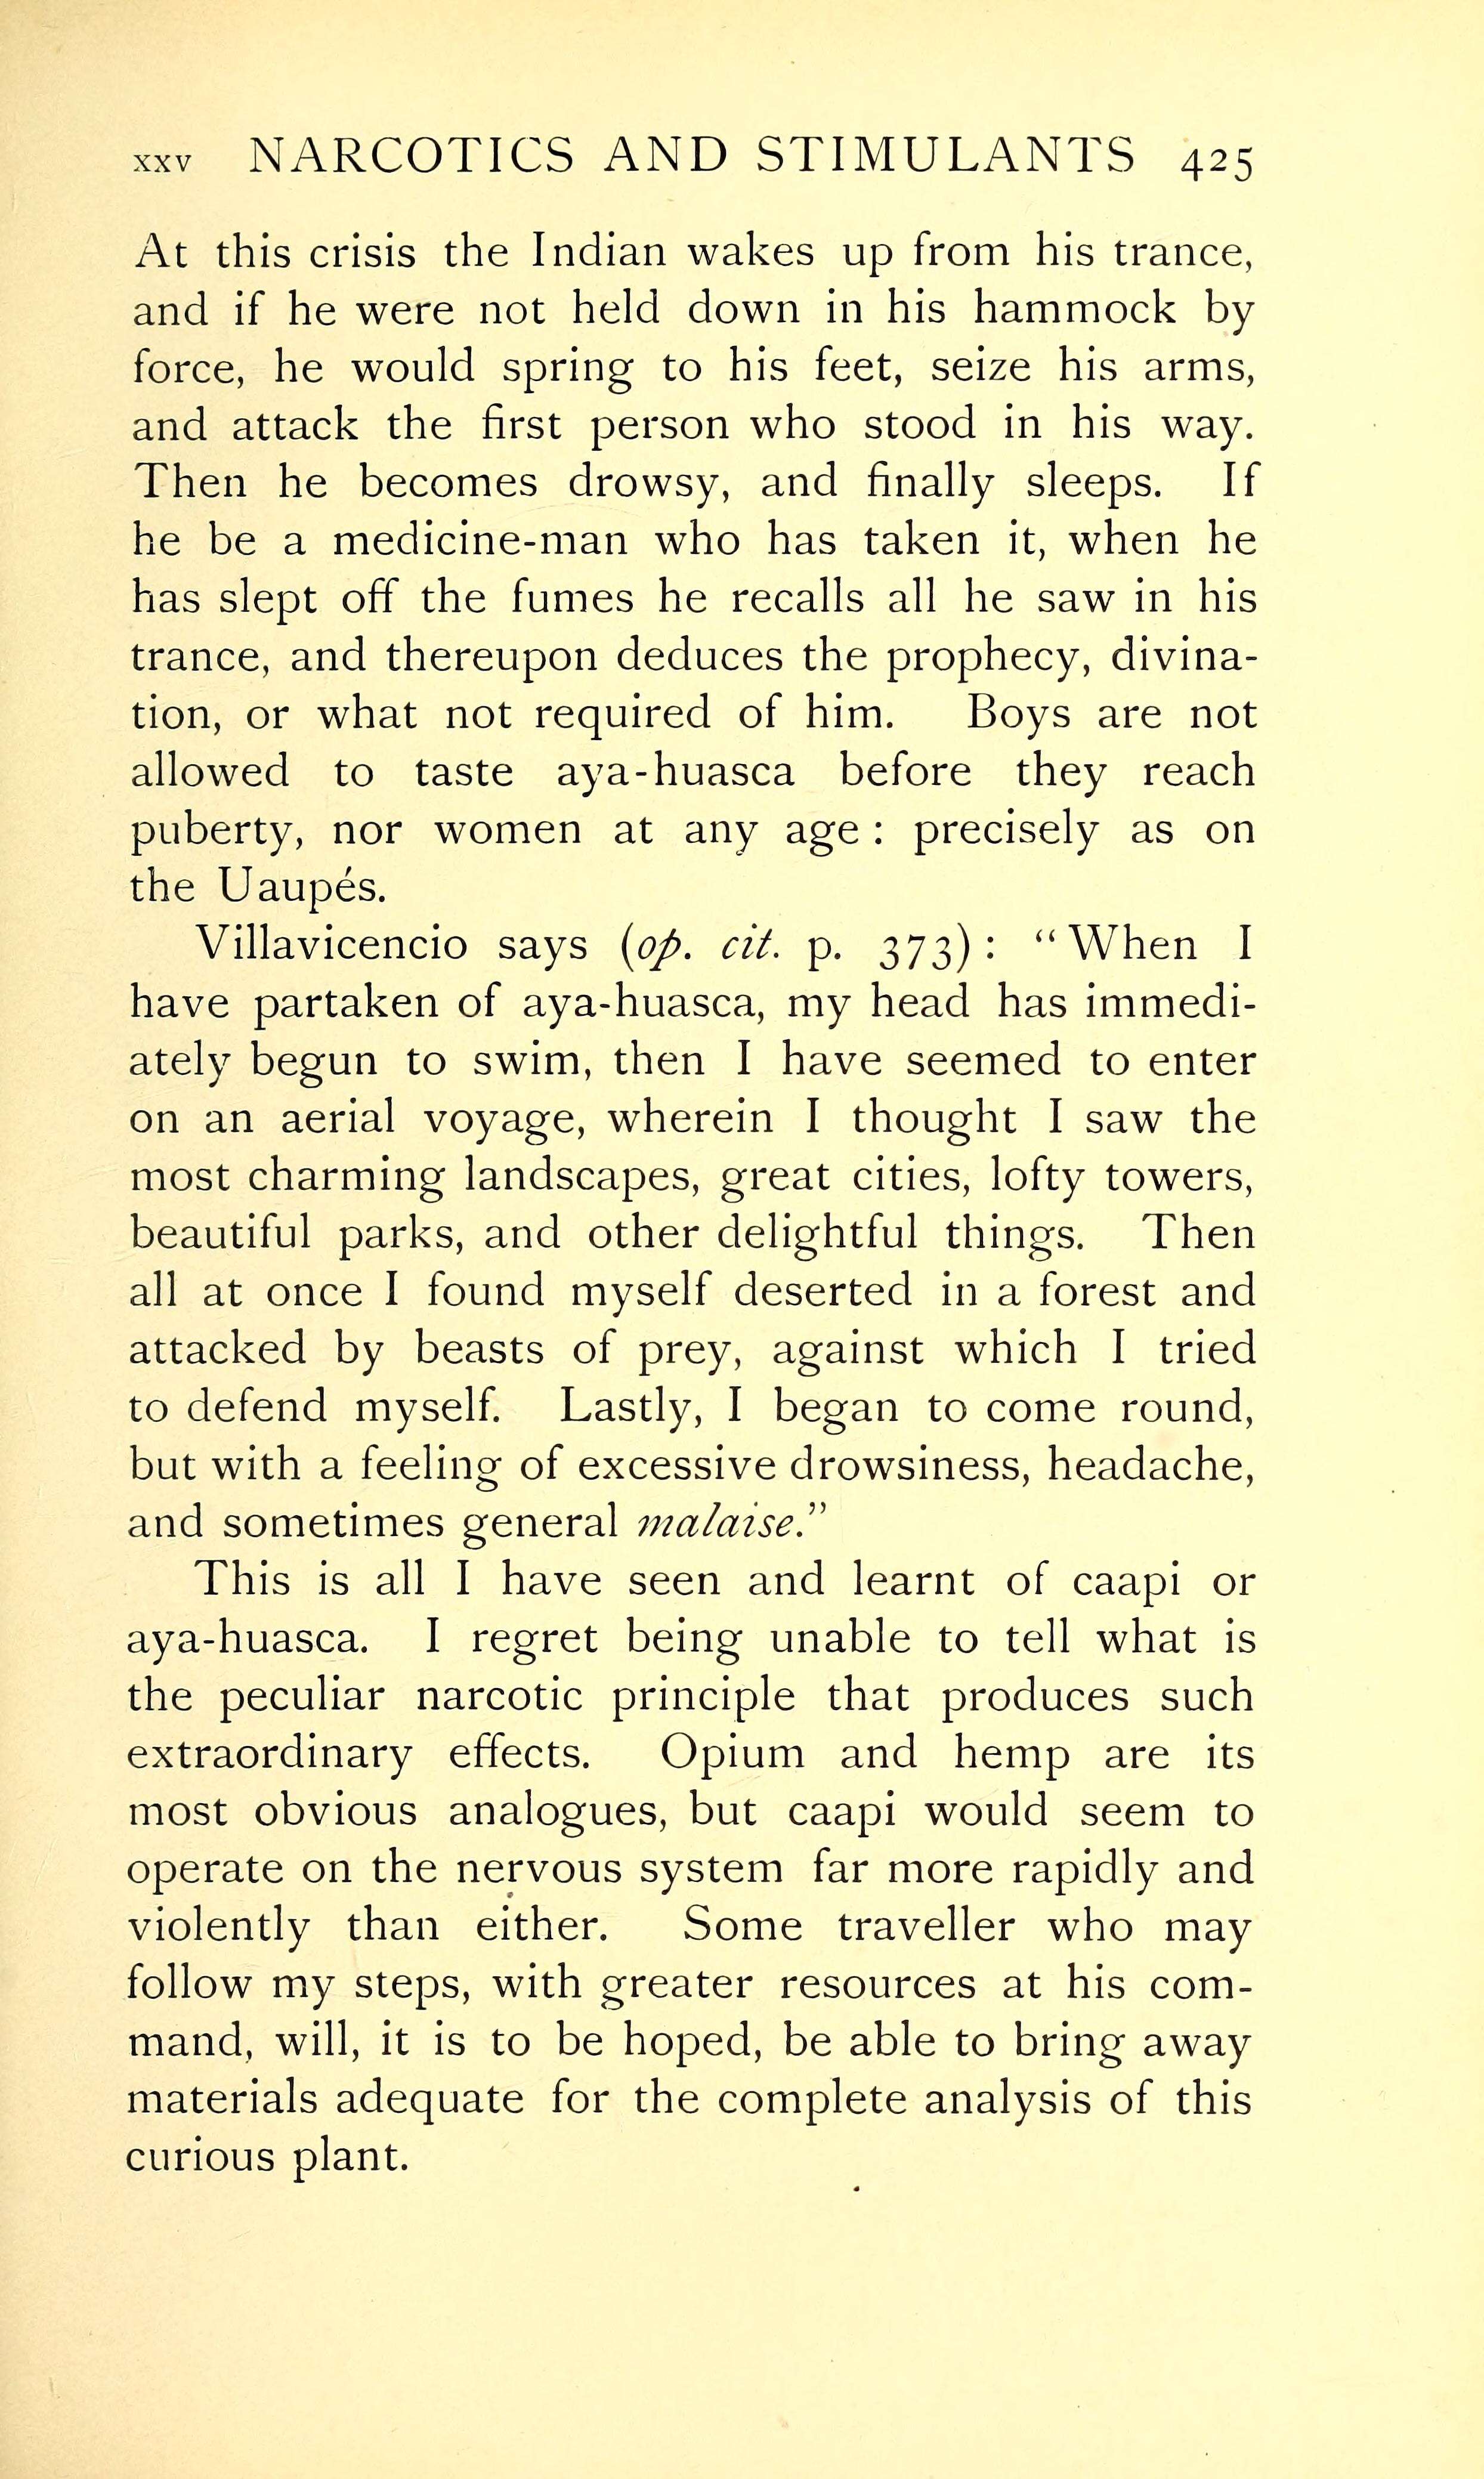 xxv NARCOTICS AND STIMULANTS 425
At this crisis the Indian wakes up from his trance,
and if he were not held down in his hammock by
force, he would spring to his feet, seize his arms,
and attack the first person who stood in his way.
Then he becomes drowsy, and finally sleeps. If
he be a medicine-man who has taken it, when he
has slept off the fumes he recalls all he saw in his
trance, and thereupon deduces the prophecy, divina-
tion, or what not required of him. Boys are not
allowed to taste aya-huasca before they reach
puberty, nor women at any age : precisely as on
the Uaupés.
Villavicencio says (op. cit. p. 373) : “When I
have partaken of aya-huasca, my head has immedi-
ately begun to swim, then I have seemed to enter
on an aerial voyage, wherein I thought I saw the
most charming landscapes, great cities, lofty towers,
beautiful parks, and other delightful things. Then
all at once I found myself deserted in a forest and
attacked by beasts of prey, against which I tried
to defend myself. Lastly, I began to come round,
but with a feeling of excessive drowsiness, headache,
and sometimes general malaise.”
This is all I have seen and learnt of caapi or
aya-huasca. I regret being unable to tell what is
the peculiar narcotic principle that produces such
extraordinary effects. Opium and hemp are its
most obvious analogues, but caapi would seem to
operate on the nervous system far more rapidly and
violently than either. Some traveller who may
follow my steps, with greater resources at his com-
mand, will, it is to be hoped, be able to bring away
materials adequate for the complete analysis of this
curious plant.